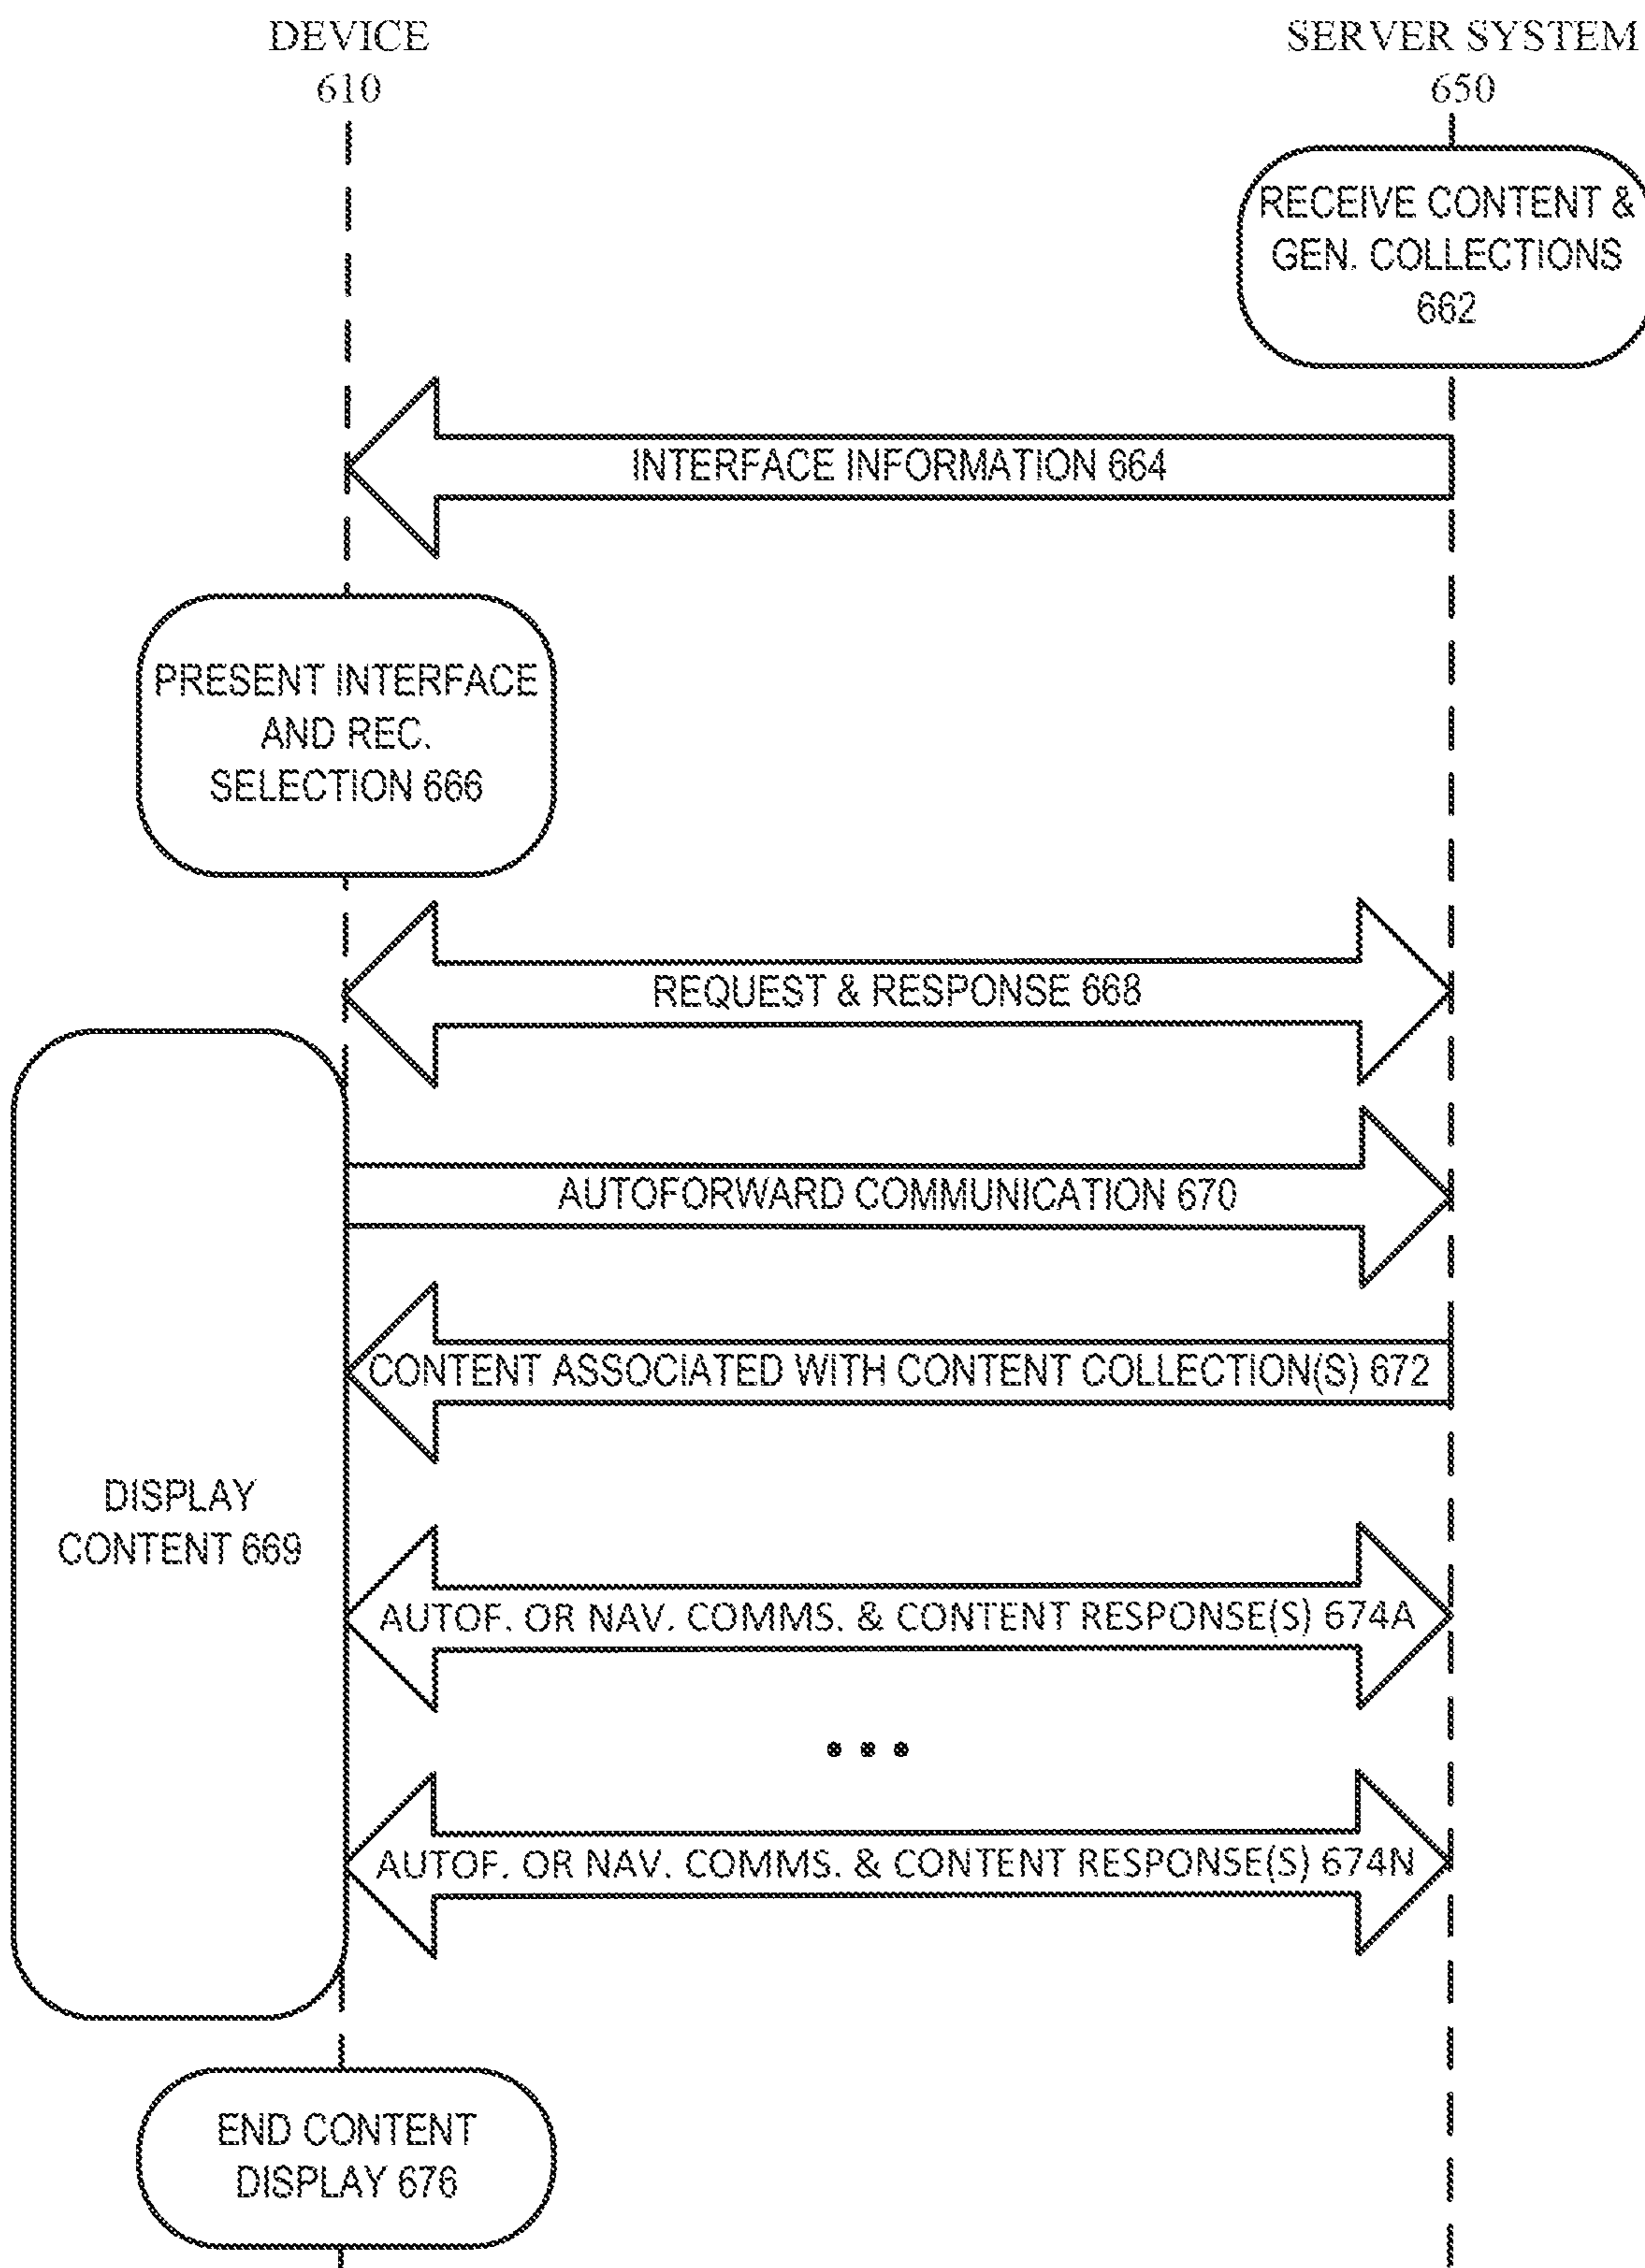 DEVICE
610
SERVER SYSTEM
650
RECEIVE CONTENT &
GEN. COLLECTIONS
662
INTERFACE INFORMATION 664
PRESENT INTERFACE
AND REC.
SELECTION 666
REQUEST & RESPONSE 668
AUTOFORWARD COMMUNICATION 670
CONTENT ASSOCIATED WITH CONTENT COLLECTION(S) 672
DISPLAY
CONTENT 669
AUTOF. OR NAV. COMMS. & CONTENT RESPONSE(S) 674A
...
AUTOF. OR NAV. COMMS. & CONTENT RESPONSE(S) 674N
END CONTENT
DISPLAY 676